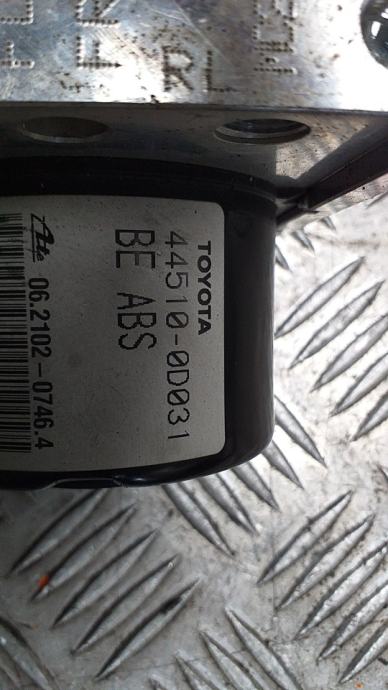 RL
TOYOTA
44510-0D031
BE ABS
Ate 06.2102-0746.4